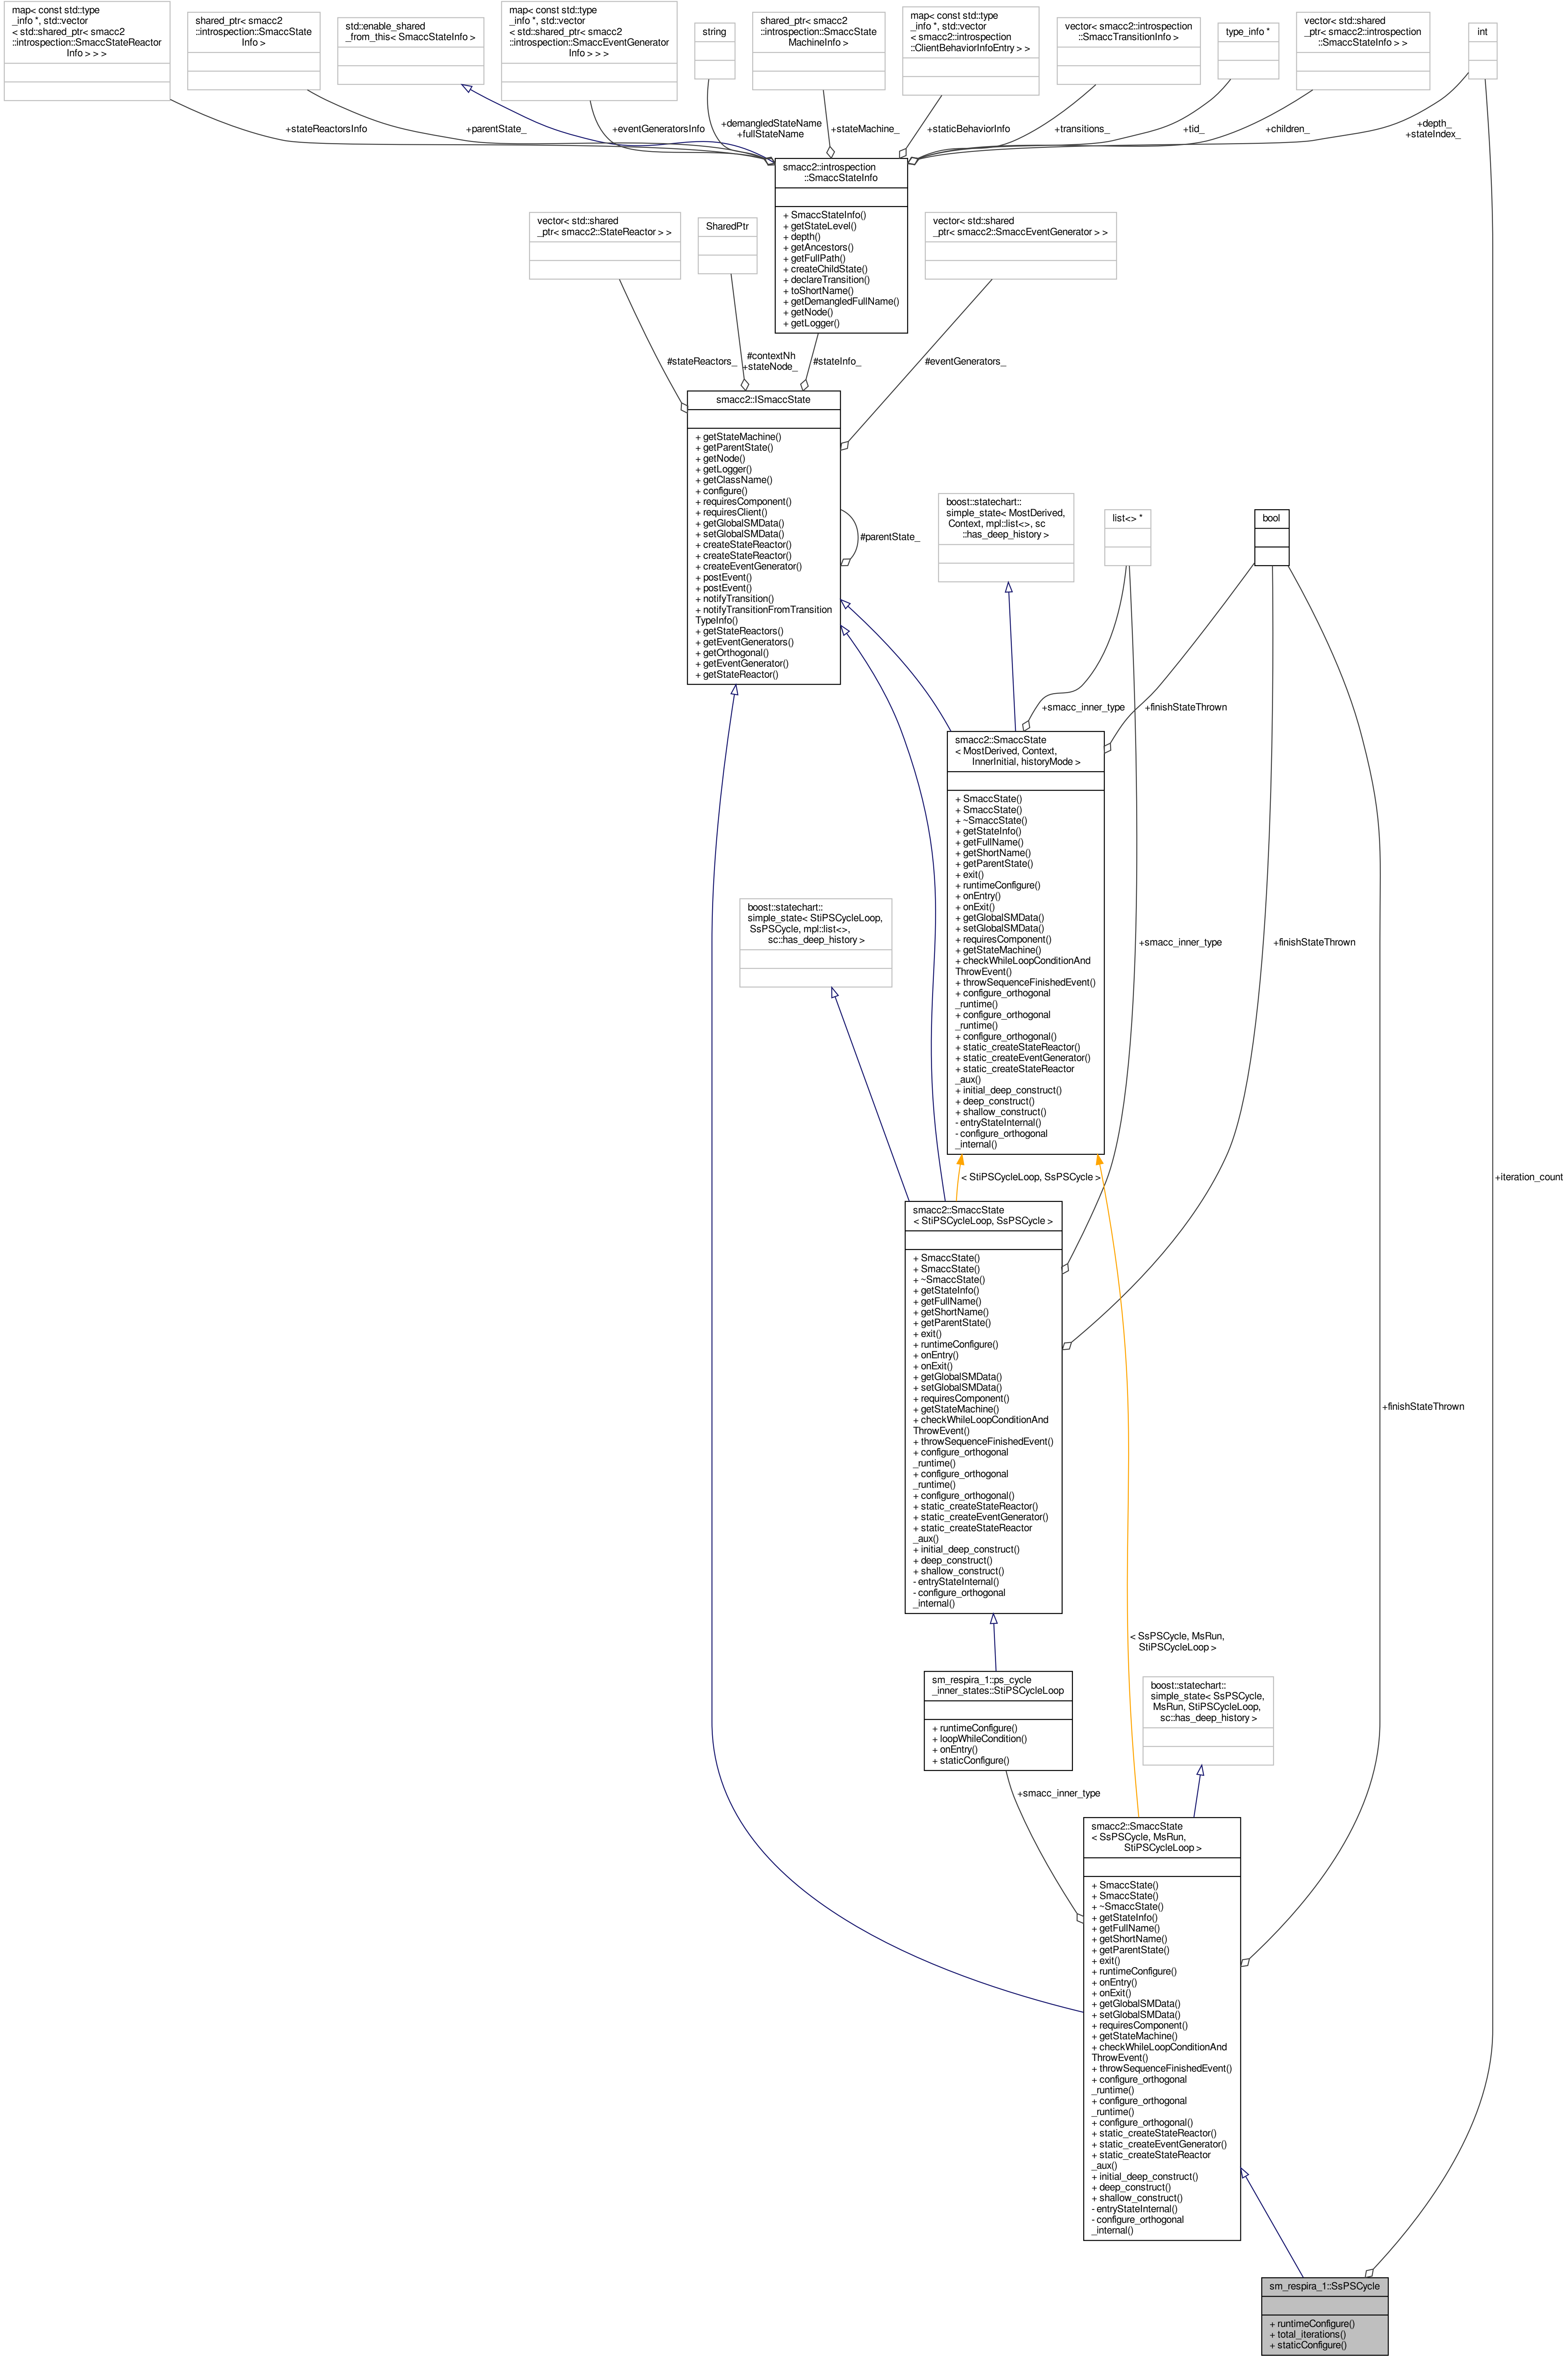 map< const std::type
_info *, std::vector
< std::shared_ptr< smacc2
::introspection::SmaccStateReactor
Info > > >
shared_ptr< smacc2
::introspection::SmaccState
Info >
std::enable_shared
_from_this< SmaccStateInfo >
map< const std::type
_info *, std::vector
< std::shared_ptr< smacc2
::introspection::SmaccEventGenerator
Info > > >
string
shared_ptr< smacc2
::introspection::SmaccState
MachineInfo >
map< const std::type
_info *, std::vector
< smacc2::introspection
::ClientBehaviorInfoEntry > >
vector< smacc2::introspection
::SmaccTransitionInfo >
type_info *
vector< std::shared
_ptr< smacc2::introspection
::SmaccStateInfo > >
int
+stateReactorsInfo
+parentState_
+eventGeneratorsInfo
+demangledStateName
+fullStateName
+stateMachine_
+staticBehaviorInfo
+transitions_
+tid_
+children_
+depth_
+stateIndex_
smacc2::introspection
::SmaccStateInfo
+ SmaccStateInfo()
+ getStateLevel()
+ depth()
+ getAncestors()
+ getFullPath()
+ createChildState()
+ declareTransition()
+ toShortName()
+ getDemangledFullName()
+ getNode()
+ getLogger()
vector< std::shared
_ptr< smacc2::StateReactor > >
SharedPtr
vector< std::shared
_ptr< smacc2::SmaccEventGenerator > >
#stateReactors_
#contextNh
+stateNode_
#stateInfo_
#eventGenerators_
smacc2::ISmaccState
+ getStateMachine()
+ getParentState()
+ getNode()
+ getLogger()
+ getClassName()
+ configure()
+ requiresComponent()
+ requiresClient()
+ getGlobalSMData()
+ setGlobalSMData()
+ createStateReactor()
+ createStateReactor()
+ createEventGenerator()
+ postEvent()
+ postEvent()
+ notifyTransition()
+ notifyTransitionFromTransition
TypeInfo()
+ getStateReactors()
+ getEventGenerators()
+ getOrthogonal()
+ getEventGenerator()
+ getStateReactor()
#parentState_
boost::statechart::
simple_state< MostDerived,
Context, mpl::list<>, sc
::has_deep_history >
list<> *
bool
+smacc_inner_type
+finishStateThrown
smacc2::SmaccState
< MostDerived, Context,
InnerInitial, historyMode >
+ SmaccState()
+ SmaccState()
+ ~SmaccState()
+ getStateInfo()
+ getFullName()
+ getShortName()
+ getParentState()
+ exit()
+ runtimeConfigure()
+ onEntry()
+ onExit()
+ getGlobalSMData()
+ setGlobalSMData()
+ requiresComponent()
+ getStateMachine()
+ checkWhileLoopConditionAnd
ThrowEvent()
+ throwSequenceFinishedEvent()
+ configure_orthogonal
_runtime()
+ configure_orthogonal
_runtime()
+ configure_orthogonal()
+ static_createStateReactor()
+ static_createEventGenerator()
+ static_createStateReactor
_aux()
+ initial_deep_construct()
+ deep_construct()
+ shallow_construct()
- entryStateInternal()
- configure_orthogonal
_internal()
boost::statechart::
simple_state< StiPSCycleLoop,
SsPSCycle, mpl::list<>,
sc::has_deep_history >
+smacc_inner_type
+finishStateThrown
< StiPSCycleLoop, SsPSCycle >
+iteration_count
smacc2::SmaccState
< StiPSCycleLoop, SsPSCycle >
+ SmaccState()
+ SmaccState()
+ ~SmaccState()
+ getStateInfo()
+ getFullName()
+ getShortName()
+ getParentState()
+ exit()
+ runtimeConfigure()
+ onEntry()
+ onExit()
+ getGlobalSMData()
+ setGlobalSMData()
+ requiresComponent()
+ getStateMachine()
+ checkWhileLoopConditionAnd
ThrowEvent()
+ throwSequenceFinishedEvent()
+ configure_orthogonal
_runtime()
+ configure_orthogonal
_runtime()
+ configure_orthogonal()
+ static_createStateReactor()
+ static_createEventGenerator()
+ static_createStateReactor
_aux()
+ initial_deep_construct()
+ deep_construct()
+ shallow_construct()
- entryStateInternal()
- configure_orthogonal
_internal()
+finishStateThrown
< SsPSCycle, MsRun,
StiPSCycleLoop >
sm_respira_1::ps_cycle
_inner_states::StiPSCycleLoop
+ runtimeConfigure()
+ loopWhileCondition()
+ onEntry()
+ staticConfigure()
boost::statechart::
simple_state< SsPSCycle,
MsRun, StiPSCycleLoop,
sc::has_deep_history >
+smacc_inner_type
smacc2::SmaccState
< SsPSCycle, MsRun,
StiPSCycleLoop >
+ SmaccState()
+ SmaccState()
+ ~SmaccState()
+ getStateInfo()
+ getFullName()
+ getShortName()
+ getParentState()
+ exit()
+ runtimeConfigure()
+ onEntry()
+ onExit()
+ getGlobalSMData()
+ setGlobalSMData()
+ requiresComponent()
+ getStateMachine()
+ checkWhileLoopConditionAnd
ThrowEvent()
+ throwSequenceFinishedEvent()
+ configure_orthogonal
_runtime()
+ configure_orthogonal
_runtime()
+ configure_orthogonal()
+ static_createStateReactor()
+ static_createEventGenerator()
+ static_createStateReactor
_aux()
+ initial_deep_construct()
+ deep_construct()
+ shallow_construct()
- entryStateInternal()
- configure_orthogonal
_internal()
sm_respira_1::SsPSCycle
+ runtimeConfigure()
+ total_iterations()
+ staticConfigure()